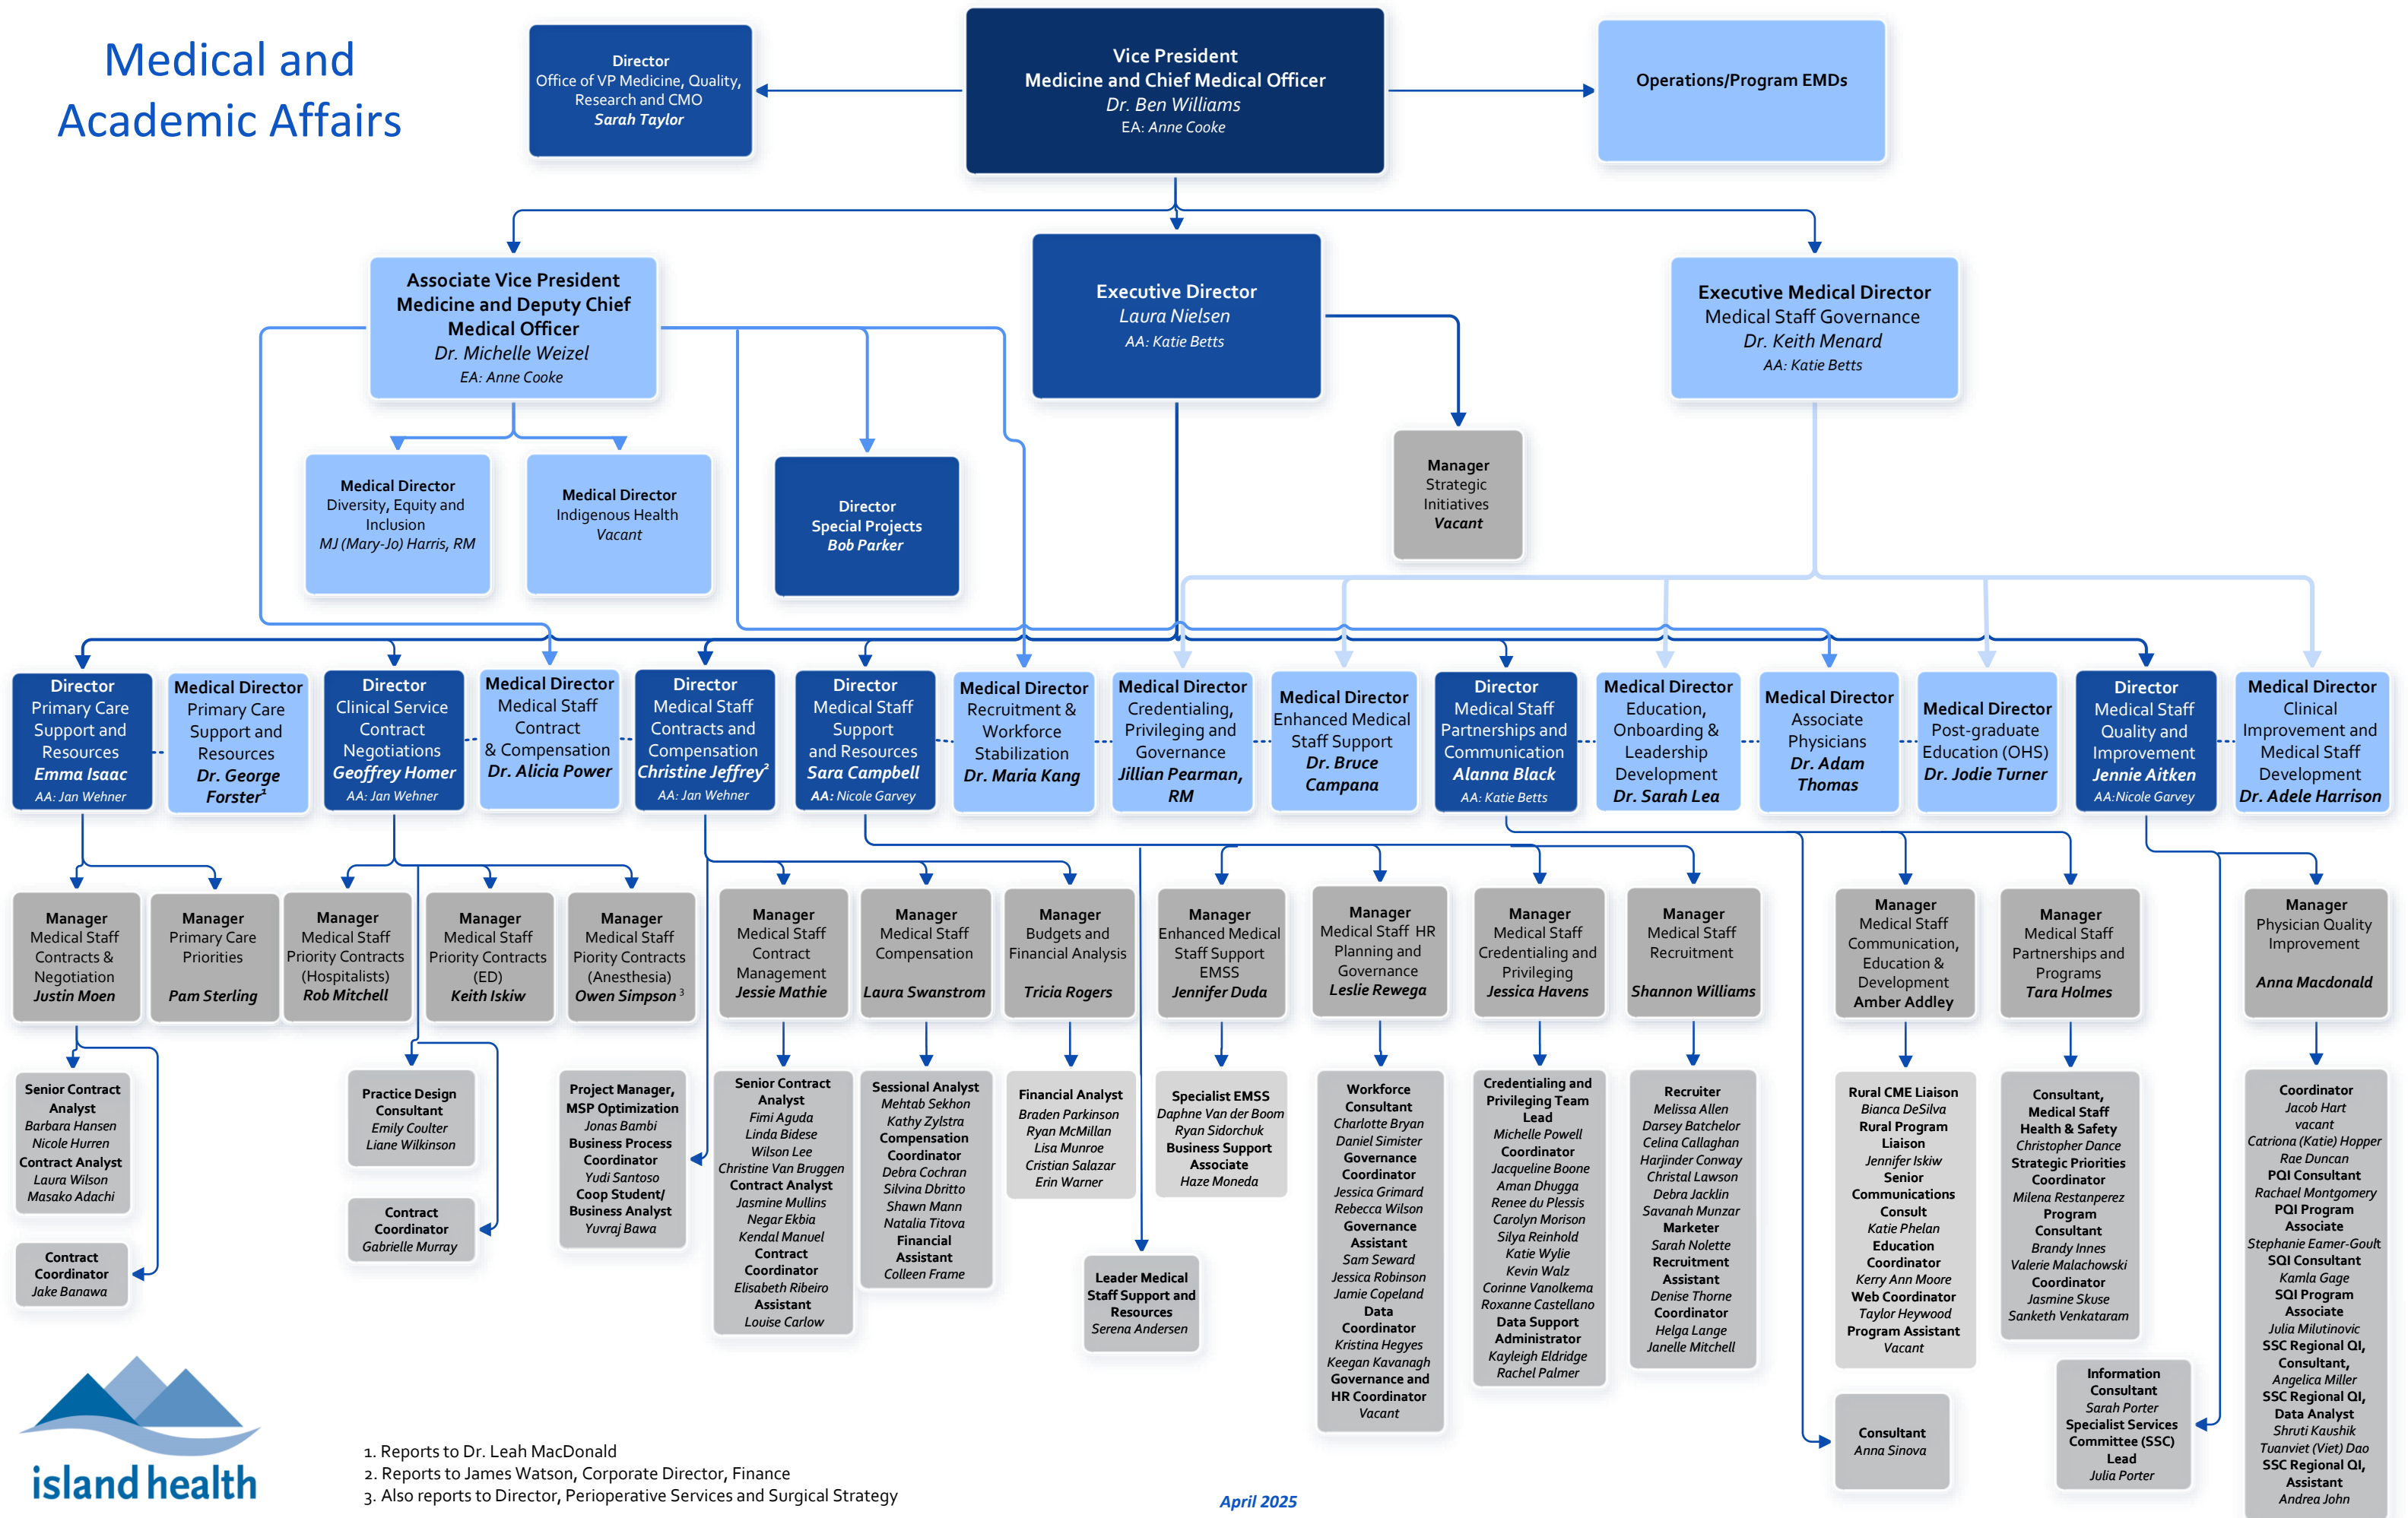 Medical and
Academic Affairs
Director
Office of VP Medicine, Quality,
Research and CMO
Sarah Taylor
Vice President
Medicine and Chief Medical Officer
Dr. Ben Williams
EA: Anne Cooke
Operations/Program EMDs
Associate Vice President
Medicine and Deputy Chief
Medical Officer
Dr. Michelle Weizel
EA: Anne Cooke
Executive Director
Laura Nielsen
AA: Katie Betts
Executive Medical Director
Medical Staff Governance
Dr. Keith Menard
AA: Katie Betts
Medical Director
Diversity, Equity and
Inclusion
MJ (Mary-Jo) Harris, RM
Medical Director
Indigenous Health
Vacant
Director
Special Projects
Bob Parker
Manager
Strategic
Initiatives
Vacant
Director
Primary Care
Support and
Resources
Emma Isaac
AA: Jan Wehner
Medical Director
Primary Care
Support and
Resources
Dr. George
Forster¹
Director
Clinical Service
Contract
Negotiations
Geoffrey Homer
AA: Jan Wehner
Medical Director
Medical Staff
Contract
& Compensation
Dr. Alicia Power
Director
Medical Staff
Contracts and
Compensation
Christine Jeffrey²
AA: Jan Wehner
Director
Medical Staff
Support
and Resources
Sara Campbell
AA: Nicole Garvey
Medical Director
Recruitment &
Workforce
Stabilization
Dr. Maria Kang
Medical Director
Credentialing,
Privileging and
Governance
Jillian Pearman,
RM
Medical Director
Enhanced Medical
Staff Support
Dr. Bruce
Campana
Director
Medical Staff
Partnerships and
Communication
Alanna Black
AA: Katie Betts
Medical Director
Education,
Onboarding &
Leadership
Development
Dr. Sarah Lea
Medical Director
Associate
Physicians
Dr. Adam
Thomas
Medical Director
Post-graduate
Education (OHS)
Dr. Jodie Turner
Director
Medical Staff
Quality and
Improvement
Jennie Aitken
AA:Nicole Garvey
Medical Director
Clinical
Improvement and
Medical Staff
Development
Dr. Adele Harrison
Manager
Medical Staff
Contracts &
Negotiation
Justin Moen
Manager
Primary Care
Priorities
Pam Sterling
Manager
Medical Staff
Priority Contracts
(Hospitalists)
Rob Mitchell
Manager
Medical Staff
Priority Contracts
(ED)
Keith Iskiw
Manager
Medical Staff
Piority Contracts
(Anesthesia)
Owen Simpson ³
Manager
Medical Staff
Contract
Management
Jessie Mathie
Manager
Medical Staff
Compensation
Laura Swanstrom
Manager
Budgets and
Financial Analysis
Tricia Rogers
Manager
Enhanced Medical
Staff Support
EMSS
Jennifer Duda
Manager
Medical Staff HR
Planning and
Governance
Leslie Rewega
Manager
Medical Staff
Credentialing and
Privileging
Jessica Havens
Manager
Medical Staff
Recruitment
Shannon Williams
Manager
Medical Staff
Communication,
Education &
Development
Amber Addley
Manager
Medical Staff
Partnerships and
Programs
Tara Holmes
Manager
Physician Quality
Improvement
Anna Macdonald
Senior Contract
Analyst
Barbara Hansen
Nicole Hurren
Contract Analyst
Laura Wilson
Masako Adachi
Contract
Coordinator
Jake Banawa
Practice Design
Consultant
Emily Coulter
Liane Wilkinson
Contract
Coordinator
Gabrielle Murray
Project Manager,
MSP Optimization
Jonas Bambi
Business Process
Coordinator
Yudi Santoso
Coop Student/
Business Analyst
Yuvraj Bawa
Senior Contract
Analyst
Fimi Aguda
Linda Bidese
Wilson Lee
Christine Van Bruggen
Contract Analyst
Jasmine Mullins
Negar Ekbia
Kendal Manuel
Contract
Coordinator
Elisabeth Ribeiro
Assistant
Louise Carlow
Sessional Analyst
Mehtab Sekhon
Kathy Zylstra
Compensation
Coordinator
Debra Cochran
Silvina Dbritto
Shawn Mann
Natalia Titova
Financial
Assistant
Colleen Frame
Financial Analyst
Braden Parkinson
Ryan McMillan
Lisa Munroe
Cristian Salazar
Erin Warner
Leader Medical
Staff Support and
Resources
Serena Andersen
Specialist EMSS
Daphne Van der Boom
Ryan Sidorchuk
Business Support
Associate
Haze Moneda
Workforce
Consultant
Charlotte Bryan
Daniel Simister
Governance
Coordinator
Jessica Grimard
Rebecca Wilson
Governance
Assistant
Sam Seward
Jessica Robinson
Jamie Copeland
Data
Coordinator
Kristina Hegyes
Keegan Kavanagh
Governance and
HR Coordinator
Vacant
Credentialing and
Privileging Team
Lead
Michelle Powell
Coordinator
Jacqueline Boone
Aman Dhugga
Renee du Plessis
Carolyn Morison
Silya Reinhold
Katie Wylie
Kevin Walz
Corinne Vanolkema
Roxanne Castellano
Data Support
Administrator
Kayleigh Eldridge
Rachel Palmer
Recruiter
Melissa Allen
Darsey Batchelor
Celina Callaghan
Harjinder Conway
Christal Lawson
Debra Jacklin
Savanah Munzar
Marketer
Sarah Nolette
Recruitment
Assistant
Denise Thorne
Coordinator
Helga Lange
Janelle Mitchell
Rural CME Liaison
Bianca DeSilva
Rural Program
Liaison
Jennifer Iskiw
Senior
Communications
Consult
Katie Phelan
Education
Coordinator
Kerry Ann Moore
Web Coordinator
Taylor Heywood
Program Assistant
Vacant
Consultant
Anna Sinova
Consultant,
Medical Staff
Health & Safety
Christopher Dance
Strategic Priorities
Coordinator
Milena Restanperez
Program
Consultant
Brandy Innes
Valerie Malachowski
Coordinator
Jasmine Skuse
Sanketh Venkataram
Information
Consultant
Sarah Porter
Specialist Services
Committee (SSC)
Lead
Julia Porter
Coordinator
Jacob Hart
vacant
Catriona (Katie) Hopper
Rae Duncan
PQI Consultant
Rachael Montgomery
PQI Program
Associate
Stephanie Eamer-Goult
SQI Consultant
Kamla Gage
SQI Program
Associate
Julia Milutinovic
SSC Regional QI,
Consultant,
Angelica Miller
SSC Regional QI,
Data Analyst
Shruti Kaushik
Tuanviet (Viet) Dao
SSC Regional QI,
Assistant
Andrea John
island health
1. Reports to Dr. Leah MacDonald
2. Reports to James Watson, Corporate Director, Finance
3. Also reports to Director, Perioperative Services and Surgical Strategy
April 2025